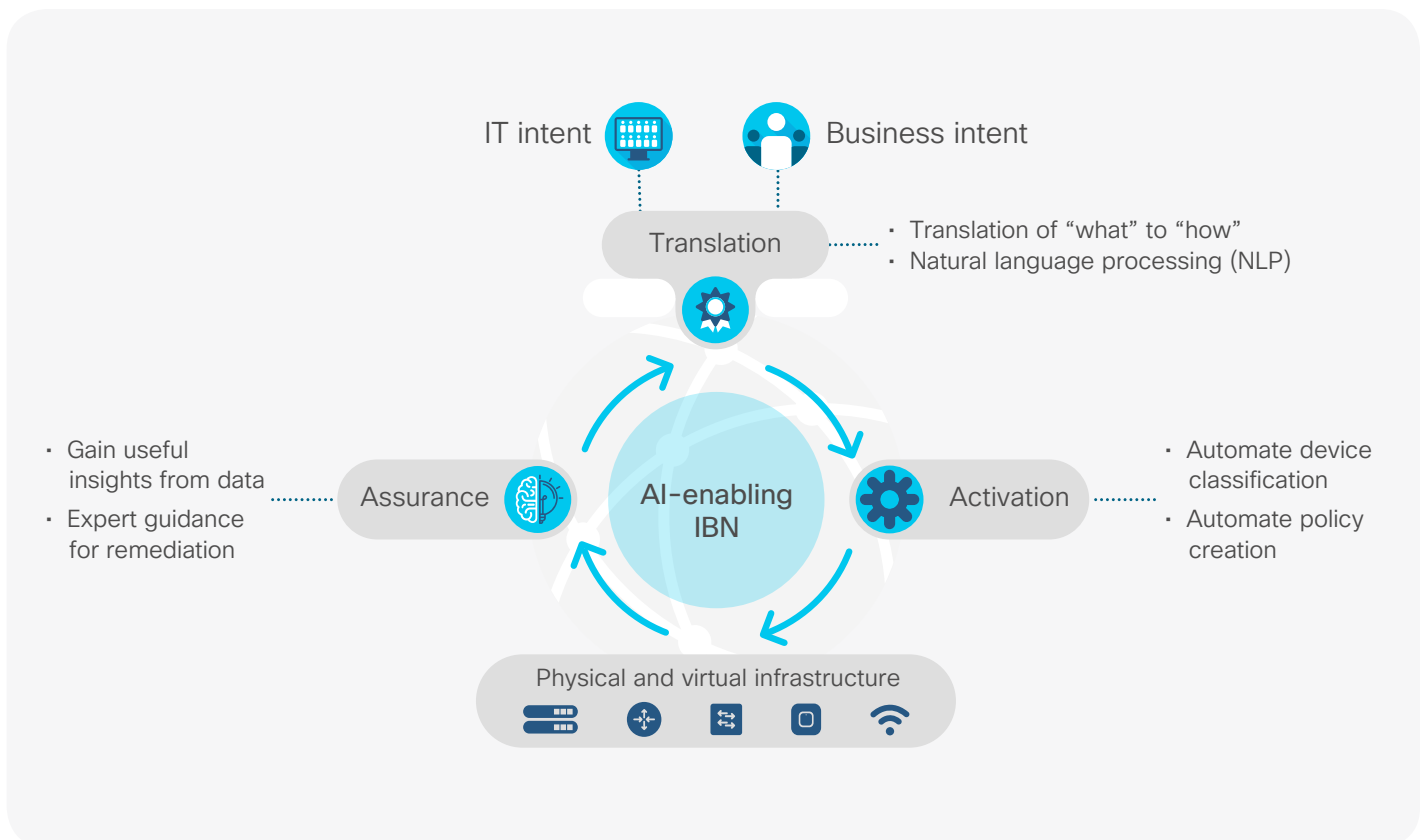 IT intent
Business intent
Translation
· Translation of “what” to “how”
· Natural language processing (NLP)
· Gain useful
insights from data
· Expert guidance
for remediation
Assurance
AI-enabling
IBN
Activation
· Automate device
classification
· Automate policy
creation
Physical and virtual infrastructure